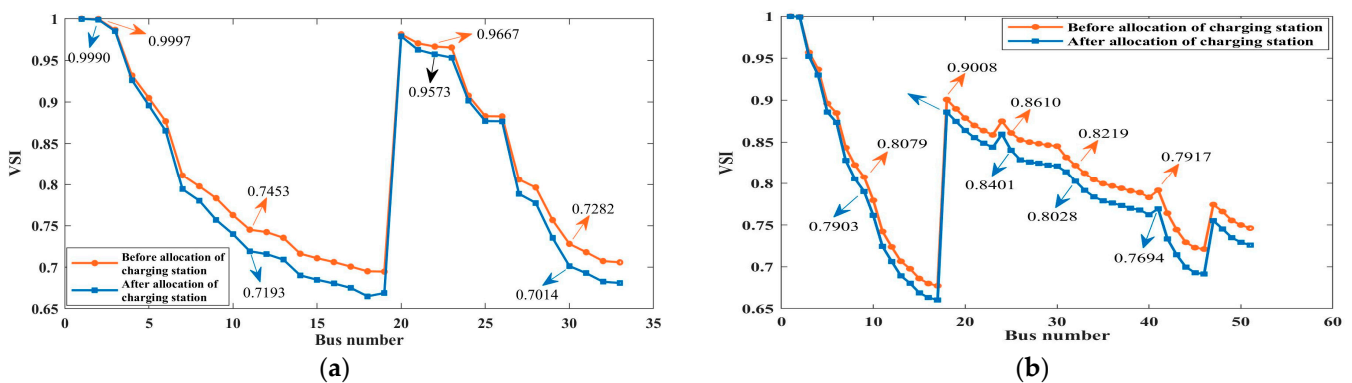 1
0.95
0.9
0.85
0.8
0.75
0.7
0.65
VSI
0.9990
0.9997
0.9667
0.9573
0.7453
0.7193
0.7282
0.7014
Before allocation of
charging station
After allocation of
charging station
0 5 10 15 20 25 30 35
Bus number
(a)
1
0.95
0.9
0.85
0.8
0.75
0.7
0.65
VSI
Before allocation of charging station
After allocation of charging station
0.9008
0.8610
0.8079
0.8219
0.7917
0.8401
0.8028
0.7903
0.7694
0 10 20 30 40 50 60
Bus number
(b)